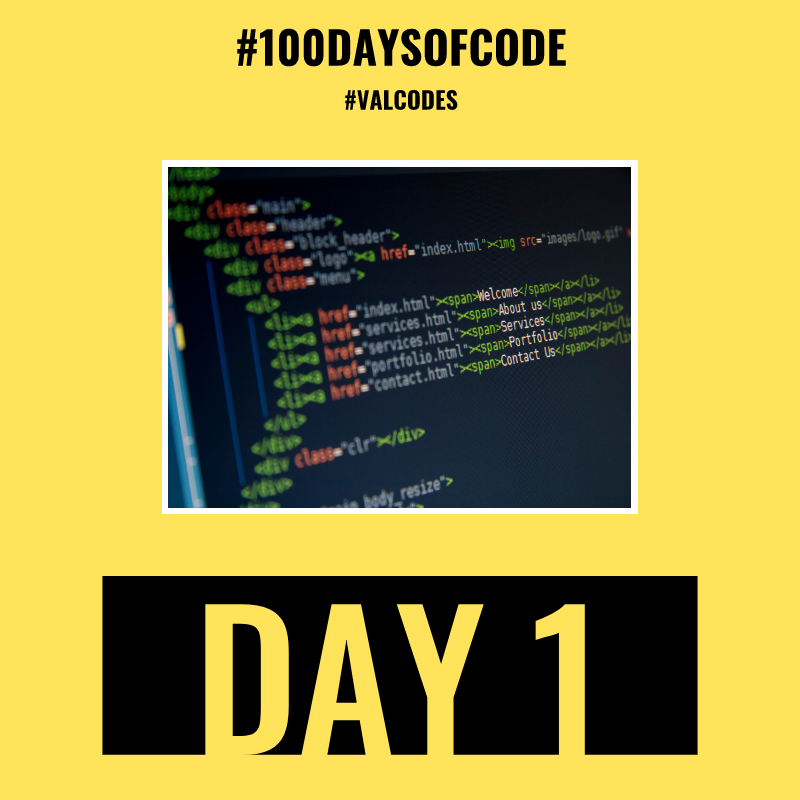 #100DAYSOFCODE
#VALCODES
</head>
<body>
<div class="main">
<div class="header">
<div class="block_header">
<div class="logo"><a href="index.html"><img src="images/logo.gif"
<div class="menu">
<ul>
<li><a href="index.html"><span>Welcome</span></a></li>
<li><a href="services.html"><span>About us</span></a></li>
<li><a href="services.html"><span>Services</span></a></li>
<li><a href="portfolio.html"><span>Portfolio</span></a></li>
<li><a href="contact.html"><span>Contact Us</span></a></li>
</ul>
</div>
<div class="clr"></div>
</div>
</div>
body_resize">
DAY 1